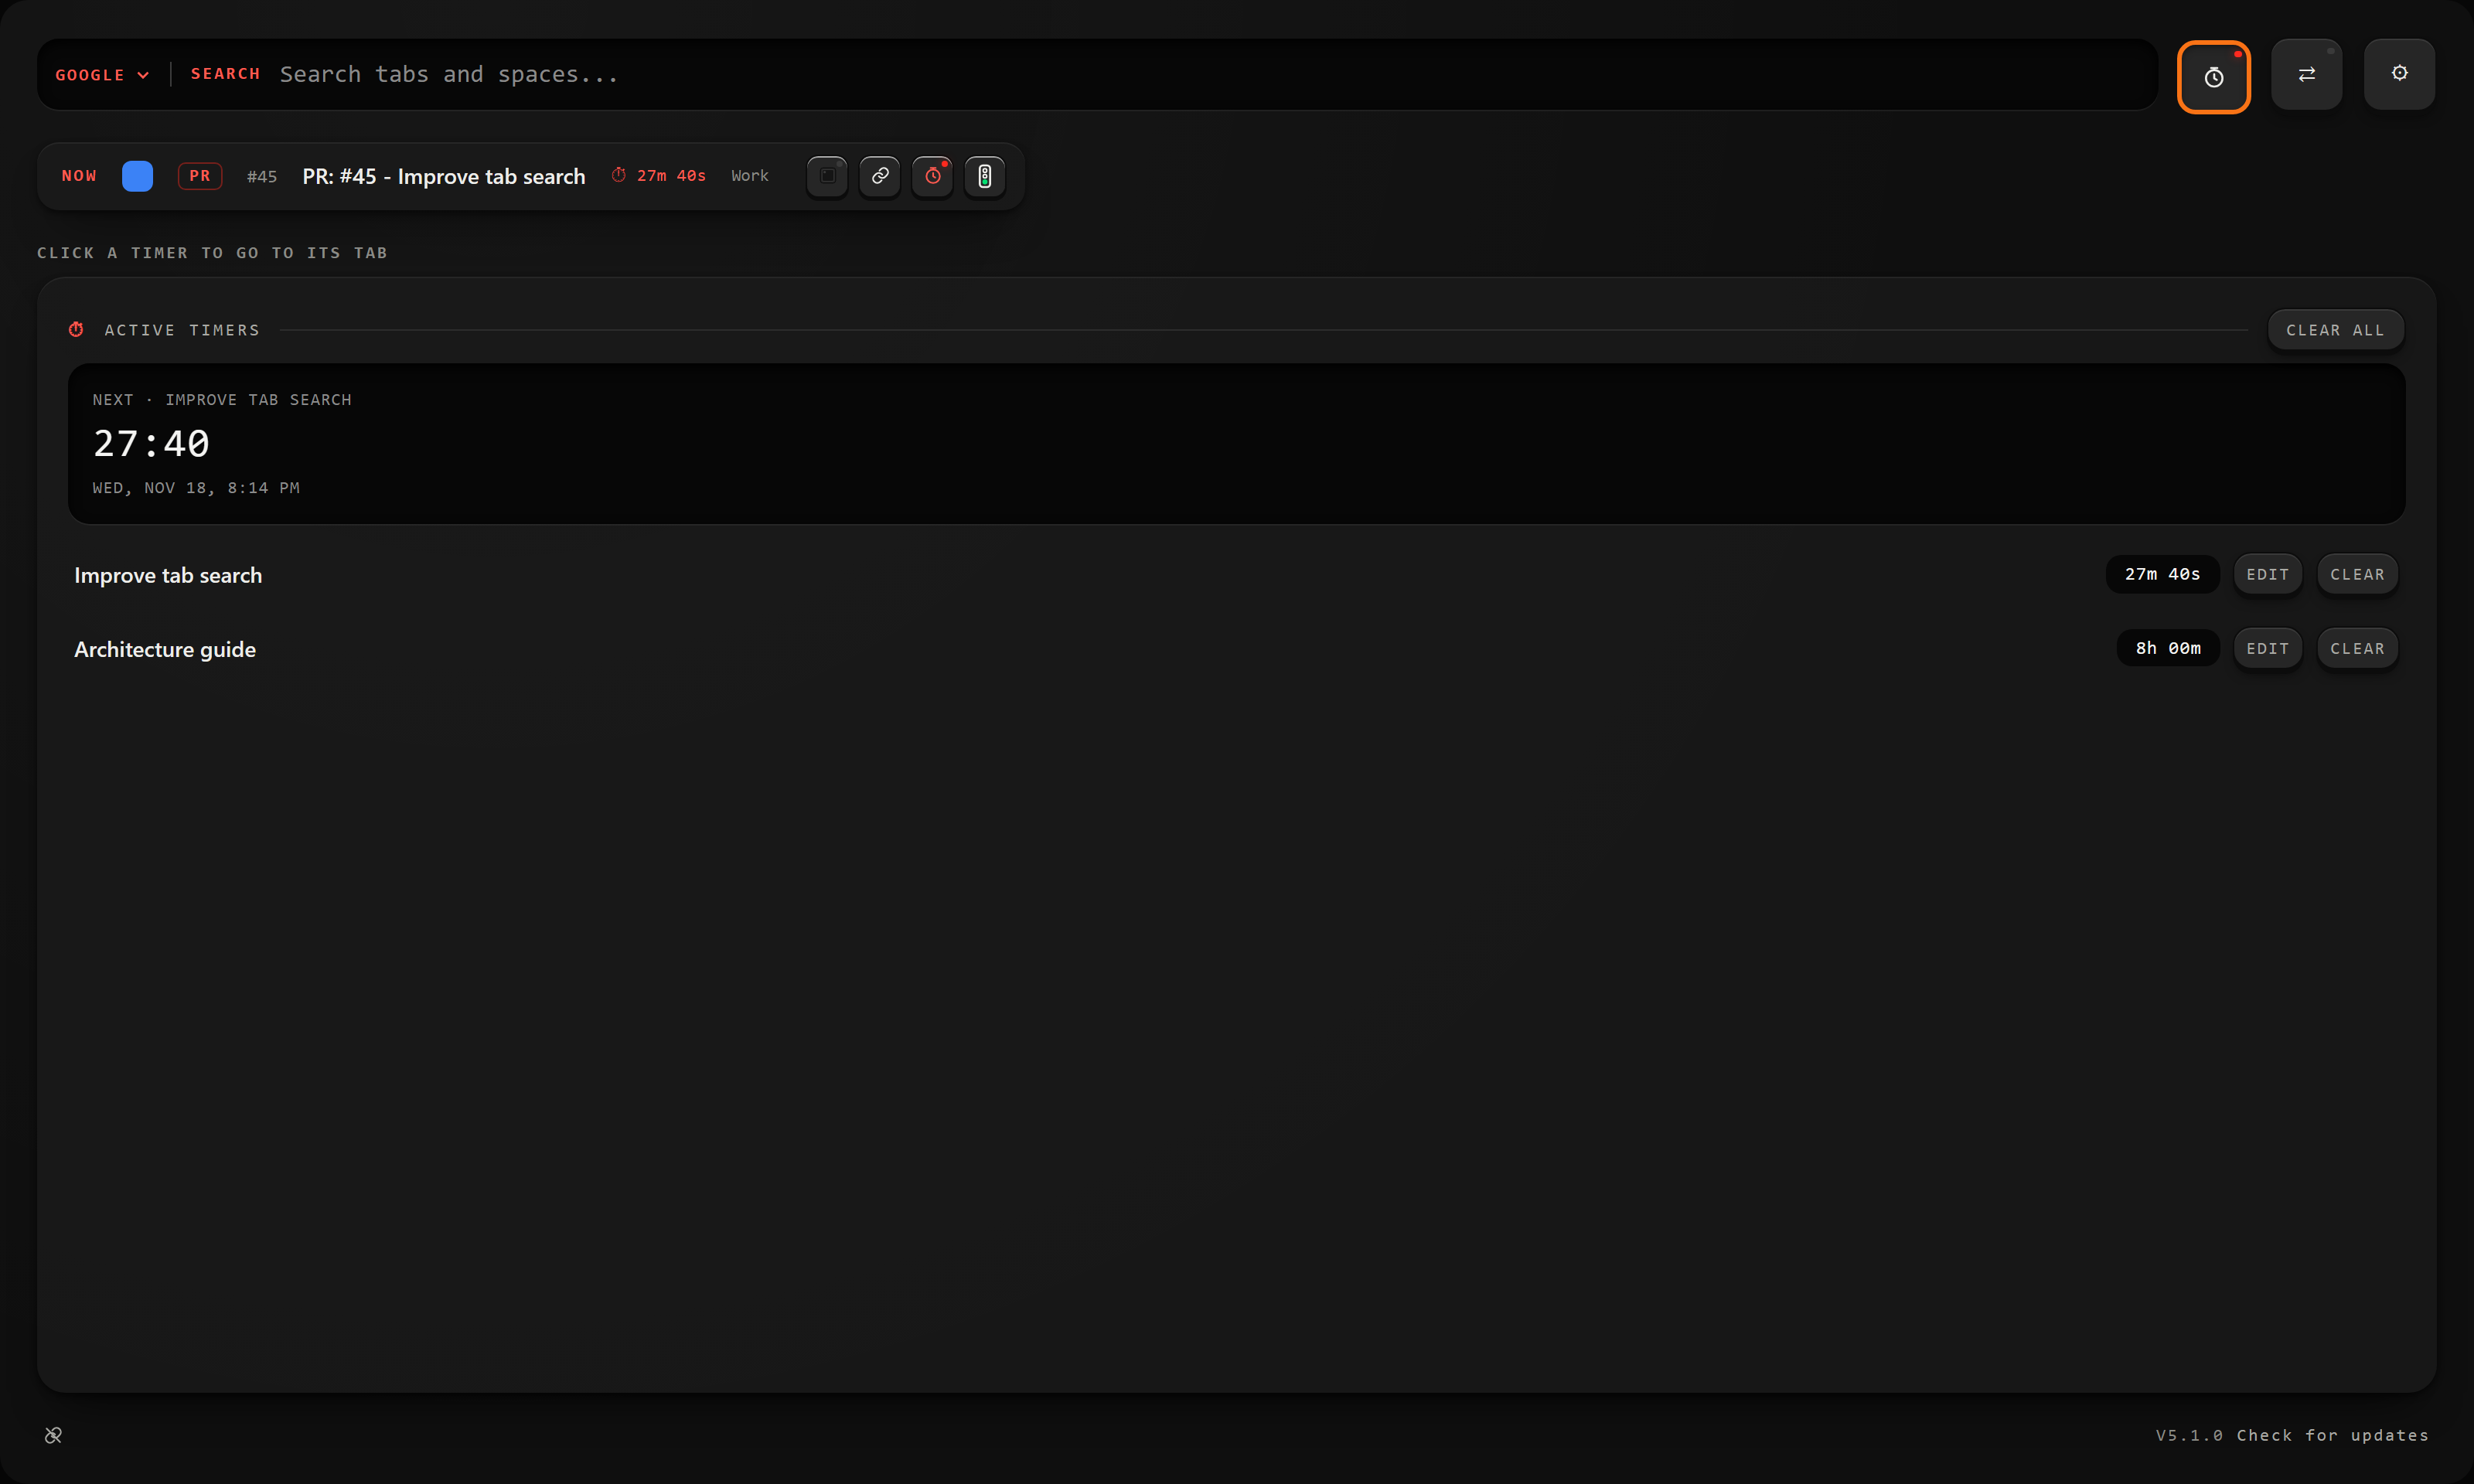 GOOGLE SEARCH Search tabs and spaces...
NOW PR #45 PR: #45 - Improve tab search 27m 40s Work
CLICK A TIMER TO GO TO ITS TAB
ACTIVE TIMERS CLEAR ALL
NEXT · IMPROVE TAB SEARCH
27:40
WED, NOV 18, 8:14 PM
Improve tab search 27m 40s EDIT CLEAR
Architecture guide 8h 00m EDIT CLEAR
V5.1.0 Check for updates